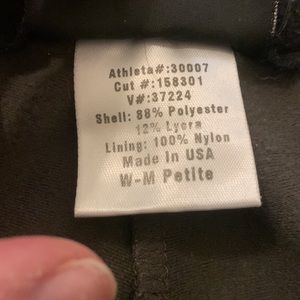 Athleta#:30007
Cut #:158301
V#:37224
Shell: 88% Polyester
12% Lycra
Lining: 100% Nylon
Made In USA
W-M Petite